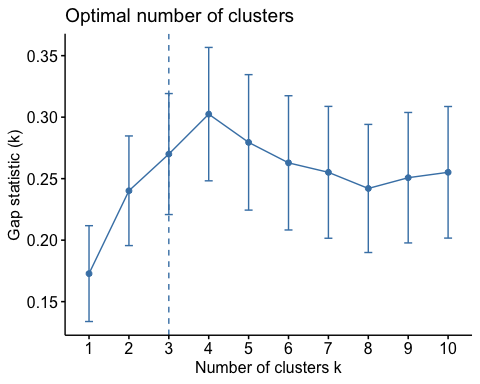 Optimal number of clusters
Gap statistic (k)
0.35
0.30
0.25
0.20
0.15
1 2 3 4 5 6 7 8 9 10
Number of clusters k